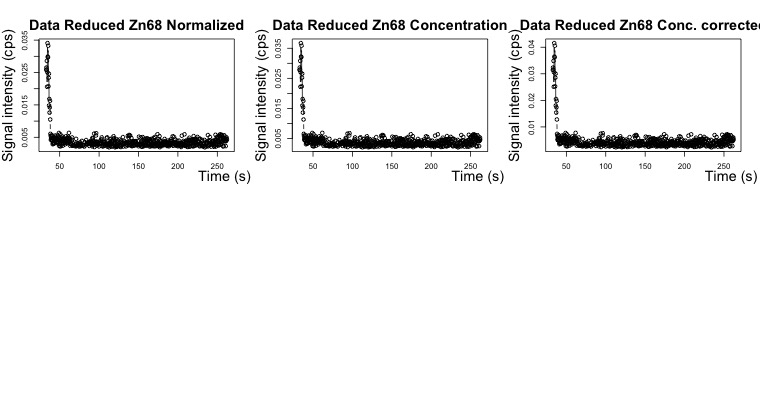 Data Reduced Zn68 Normalized
Signal intensity (cps)
0.005 0.015 0.025 0.035
50 100 150 200 250
Time (s)
Data Reduced Zn68 Concentration
Signal intensity (cps)
0.005 0.015 0.025 0.035
50 100 150 200 250
Time (s)
Data Reduced Zn68 Conc. corrected
Signal intensity (cps)
0.01 0.02 0.03 0.04
50 100 150 200 250
Time (s)